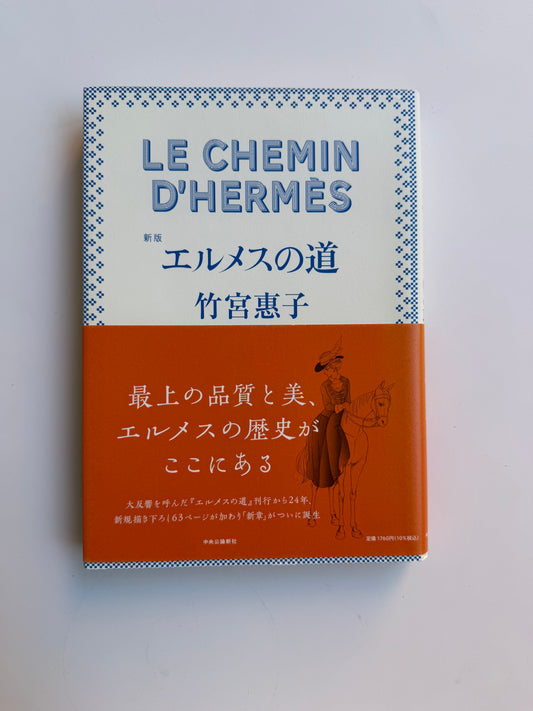 LE CHEMIN
D'HERMÈS
新版
エルメスの道
竹宮惠子
最上の品質と美、
エルメスの歴史が
ここにある
大反響を呼んだ『エルメスの道』刊行から24年、
新規描き下ろし63ページが加わり「新章」がついに誕生
中央公論新社
定価 1760円(10%税込)